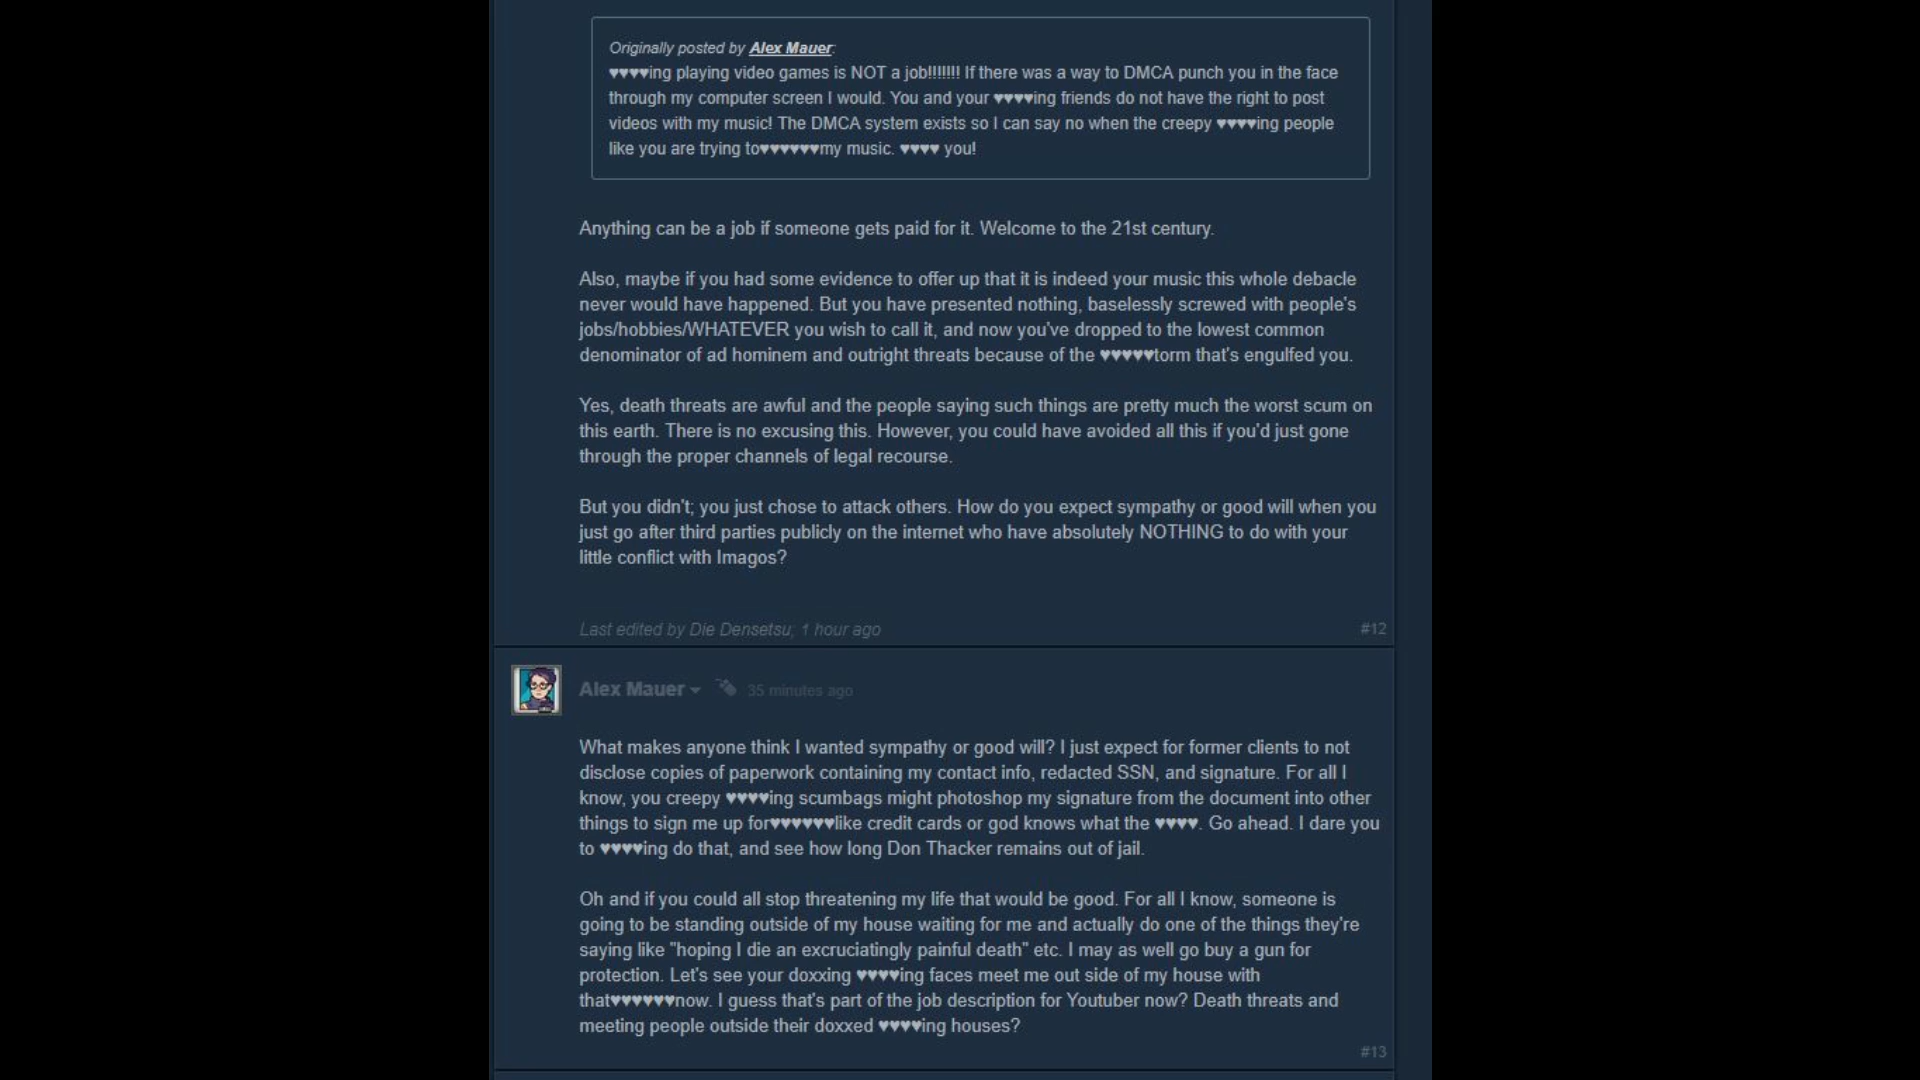 Originally posted by Alex Mauer:
♥♥♥♥ing playing video games is NOT a job!!!!!!! If there was a way to DMCA punch you in the face
through my computer screen I would. You and your ♥♥♥♥ing friends do not have the right to post
videos with my music! The DMCA system exists so I can say no when the creepy ♥♥♥♥ing people
like you are trying to♥♥♥♥♥♥my music. ♥♥♥♥ you!
Anything can be a job if someone gets paid for it. Welcome to the 21st century.
Also, maybe if you had some evidence to offer up that it is indeed your music this whole debacle
never would have happened. But you have presented nothing, baselessly screwed with people's
jobs/hobbies/WHATEVER you wish to call it, and now you've dropped to the lowest common
denominator of ad hominem and outright threats because of the ♥♥♥♥♥torm that's engulfed you.
Yes, death threats are awful and the people saying such things are pretty much the worst scum on
this earth. There is no excusing this. However, you could have avoided all this if you'd just gone
through the proper channels of legal recourse.
But you didn't; you just chose to attack others. How do you expect sympathy or good will when you
just go after third parties publicly on the internet who have absolutely NOTHING to do with your
little conflict with Imagos?
Last edited by Die Densetsu; 1 hour ago #12
Alex Mauer 35 minutes ago
What makes anyone think I wanted sympathy or good will? I just expect for former clients to not
disclose copies of paperwork containing my contact info, redacted SSN, and signature. For all I
know, you creepy ♥♥♥♥ing scumbags might photoshop my signature from the document into other
things to sign me up for♥♥♥♥♥♥like credit cards or god knows what the ♥♥♥♥. Go ahead. I dare you
to ♥♥♥♥ing do that, and see how long Don Thacker remains out of jail.
Oh and if you could all stop threatening my life that would be good. For all I know, someone is
going to be standing outside of my house waiting for me and actually do one of the things they're
saying like "hoping I die an excruciatingly painful death" etc. I may as well go buy a gun for
protection. Let's see your doxxing ♥♥♥♥ing faces meet me out side of my house with
that♥♥♥♥♥♥now. I guess that's part of the job description for Youtuber now? Death threats and
meeting people outside their doxxed ♥♥♥♥ing houses?
#13